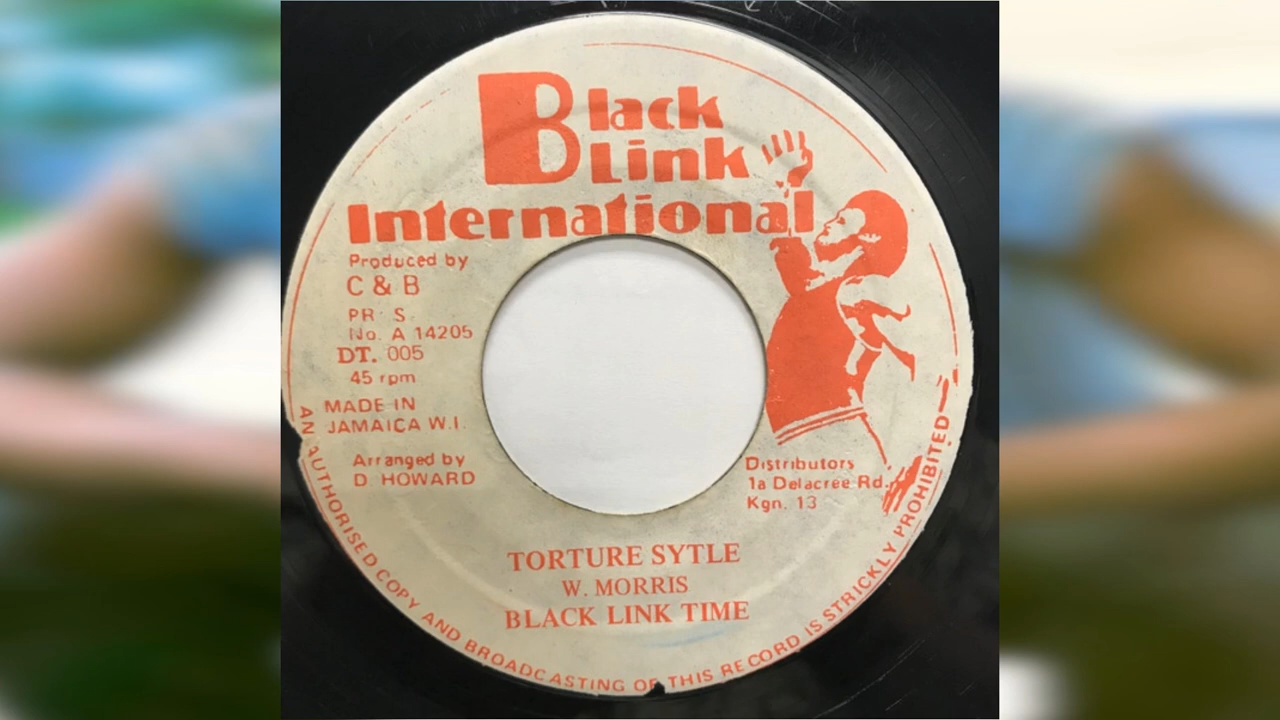 Black
Link
International
Produced by
C & B
PR S
No. A 14205
DT. 005
45 rpm
MADE IN
JAMAICA W.I.
Arranged by
D HOWARD
Distributors
1a Delacree Rd.
Kgn. 13
TORTURE SYTLE
W. MORRIS
BLACK LINK TIME
AN AUTHORISED COPY AND BROADCASTING OF THIS RECORD IS STRICKLY PROHIBITED